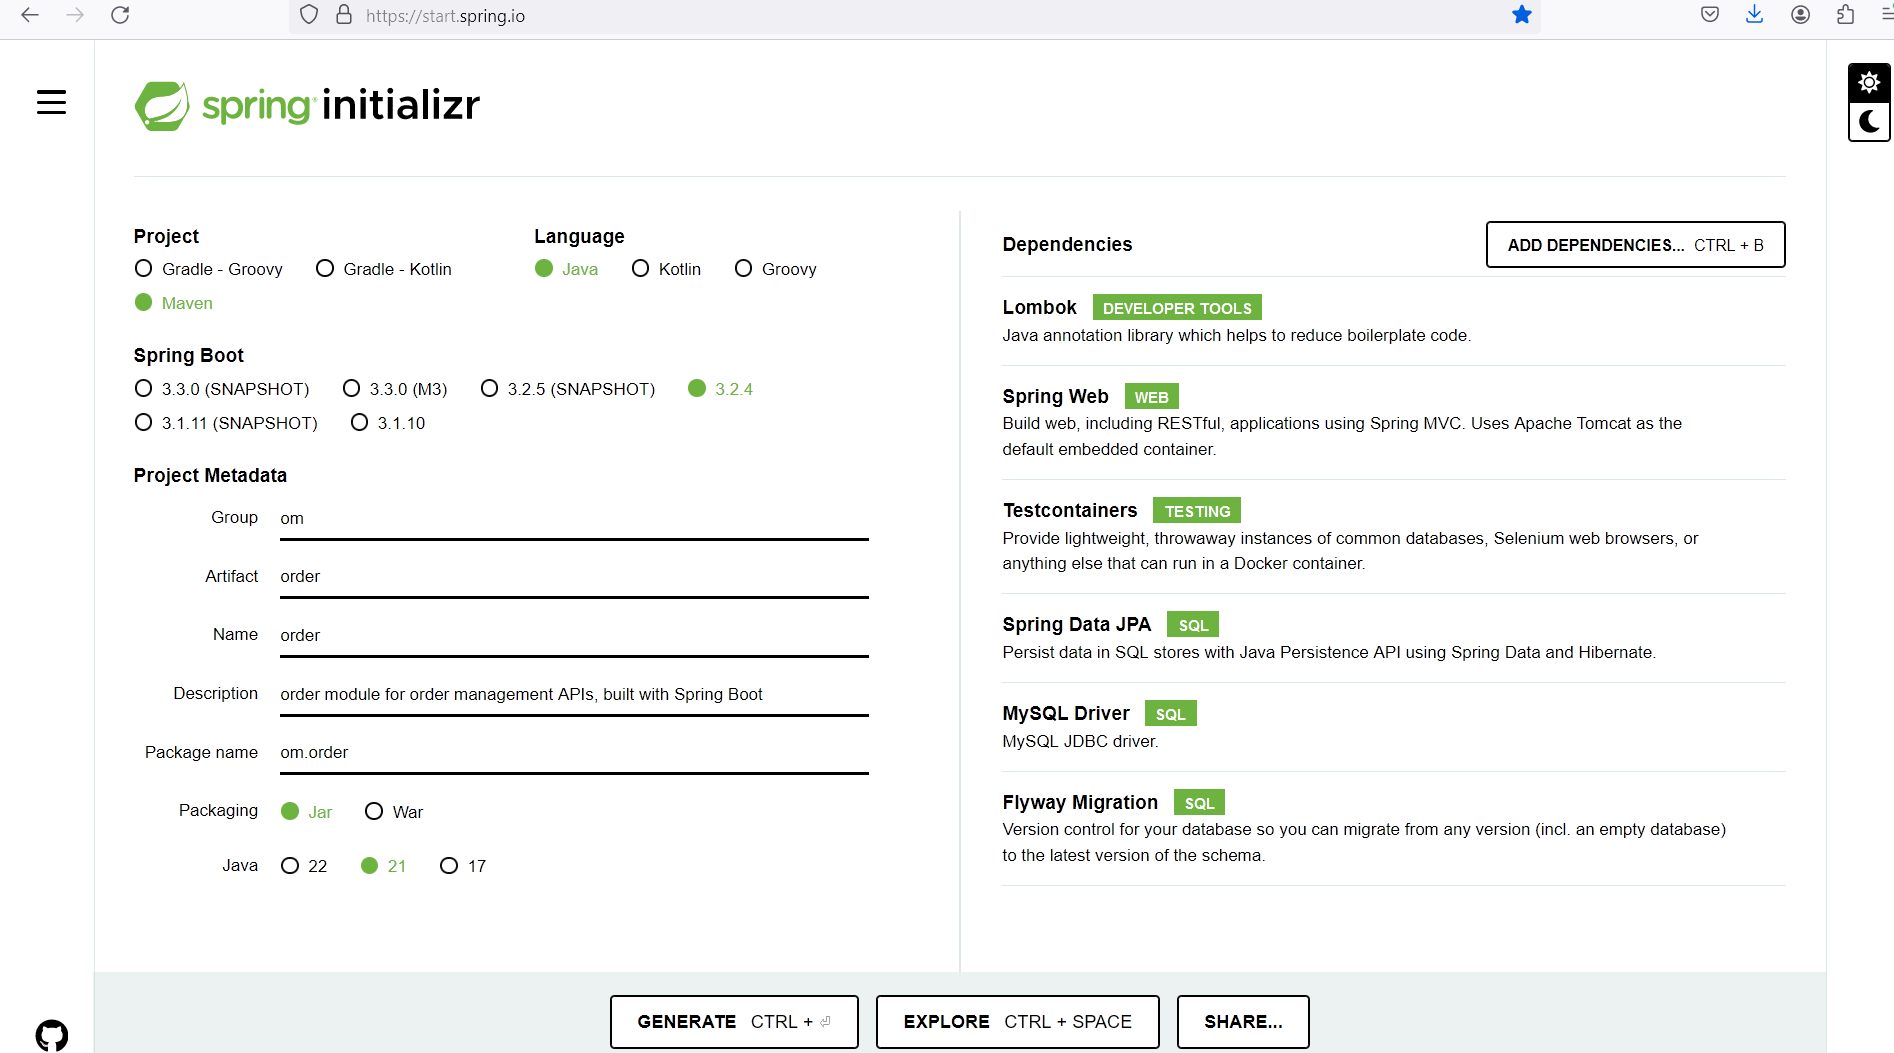 https://start.spring.io
spring initializr
Project
Gradle - Groovy Gradle - Kotlin
Maven
Language
Java Kotlin Groovy
Spring Boot
3.3.0 (SNAPSHOT) 3.3.0 (M3) 3.2.5 (SNAPSHOT) 3.2.4
3.1.11 (SNAPSHOT) 3.1.10
Project Metadata
Group om
Artifact order
Name order
Description order module for order management APIs, built with Spring Boot
Package name om.order
Packaging Jar War
Java 22 21 17
Dependencies ADD DEPENDENCIES... CTRL + B
Lombok DEVELOPER TOOLS
Java annotation library which helps to reduce boilerplate code.
Spring Web WEB
Build web, including RESTful, applications using Spring MVC. Uses Apache Tomcat as the
default embedded container.
Testcontainers TESTING
Provide lightweight, throwaway instances of common databases, Selenium web browsers, or
anything else that can run in a Docker container.
Spring Data JPA SQL
Persist data in SQL stores with Java Persistence API using Spring Data and Hibernate.
MySQL Driver SQL
MySQL JDBC driver.
Flyway Migration SQL
Version control for your database so you can migrate from any version (incl. an empty database)
to the latest version of the schema.
GENERATE CTRL + ⏎ EXPLORE CTRL + SPACE SHARE...